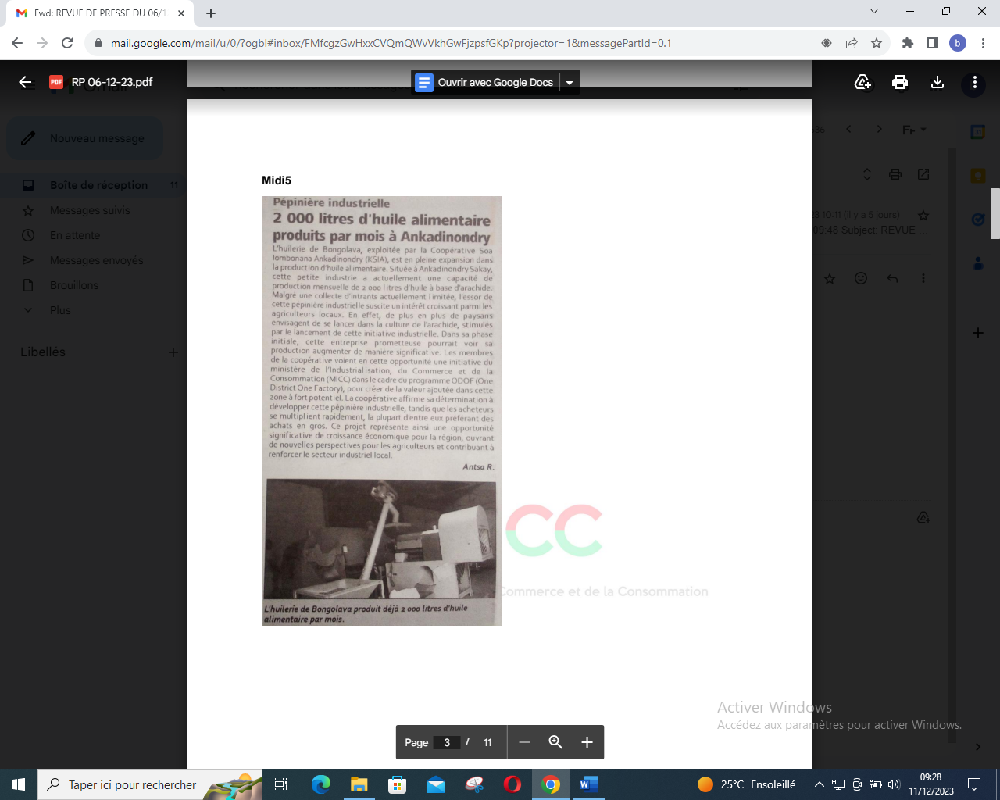 Fwd: REVUE DE PRESSE DU 06/1
mail.google.com/mail/u/0/?ogbl#inbox/FMfcgzGwHxxCVQmQWvVkhGwFjzpsfGKp?projector=1&messagePartId=0.1
b
PDF RP 06-12-23.pdf
Ouvrir avec Google Docs
Nouveau message
Boîte de réception 11
Messages suivis
En attente
Messages envoyés
Brouillons
Plus
Libellés
Fr
10:11 (il y a 5 jours)
09:48 Subject: REVUE ...
Midi5
Pépinière industrielle
2 000 litres d'huile alimentaire
produits par mois à Ankadinondry
L'huilerie de Bongolava, exploitée par la Coopérative Soa
Iombonana Ankadinondry (KSIA), est en pleine expansion dans
la production d'huile alimentaire. Située à Ankadinondry Sakay,
cette petite industrie a actuellement une capacité de
production mensuelle de 2 000 litres d'huile à base d'arachide.
Malgré une collecte d'intrants actuellement limitée, l'essor de
cette pépinière industrielle suscite un intérêt croissant parmi les
agriculteurs locaux. En effet, de plus en plus de paysans
envisagent de se lancer dans la culture de l'arachide, stimulés
par le lancement de cette initiative industrielle. Dans sa phase
initiale, cette entreprise prometteuse pourrait voir sa
production augmenter de manière significative. Les membres
de la coopérative voient en cette opportunité une initiative du
ministère de l'Industrialisation, du Commerce et de la
Consommation (MICC) dans le cadre du programme ODOF (One
District One Factory), pour créer de la valeur ajoutée dans cette
zone à fort potentiel. La coopérative affirme sa détermination à
développer cette pépinière industrielle, tandis que les acheteurs
se multiplient rapidement, la plupart d'entre eux préférant des
achats en gros. Ce projet représente ainsi une opportunité
significative de croissance économique pour la région, ouvrant
de nouvelles perspectives pour les agriculteurs et contribuant à
renforcer le secteur industriel local.
Antsa R.
CC
Commerce et de la Consommation
L'huilerie de Bongolava produit déjà 2 000 litres d'huile
alimentaire par mois.
Activer Windows
Accédez aux paramètres pour activer Windows.
Page 3 / 11
Taper ici pour rechercher
25°C Ensoleillé
09:28
11/12/2023